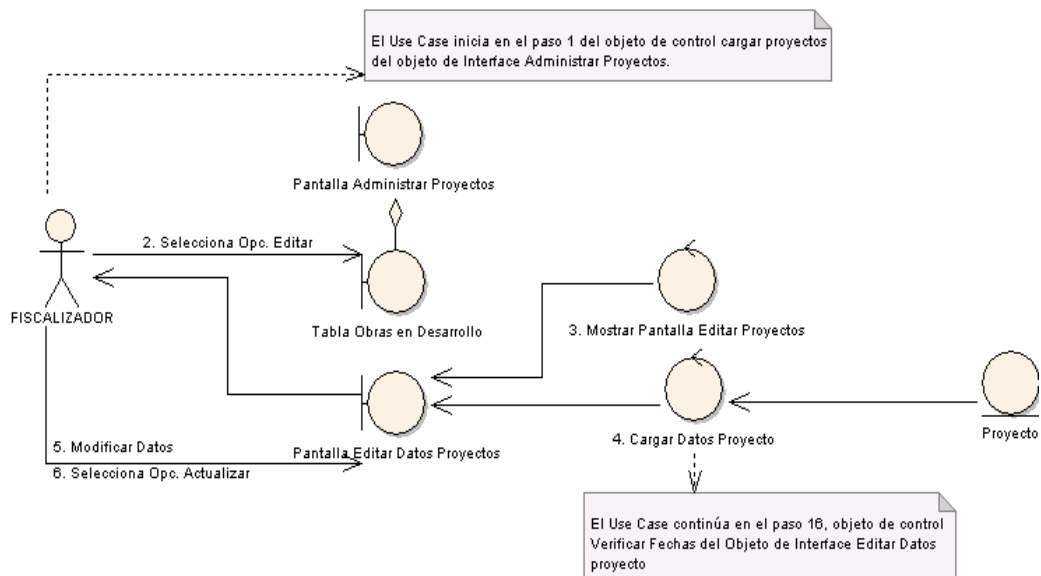 El Use Case inicia en el paso 1 del objeto de control cargar proyectos
del objeto de Interface Administrar Proyectos.
Pantalla Administrar Proyectos
2. Selecciona Opc. Editar
FISCALIZADOR
Tabla Obras en Desarrollo
3. Mostrar Pantalla Editar Proyectos
5. Modificar Datos
6. Selecciona Opc. Actualizar
Pantalla Editar Datos Proyectos
4. Cargar Datos Proyecto
Proyecto
El Use Case continúa en el paso 16, objeto de control
Verificar Fechas del Objeto de Interface Editar Datos
proyecto